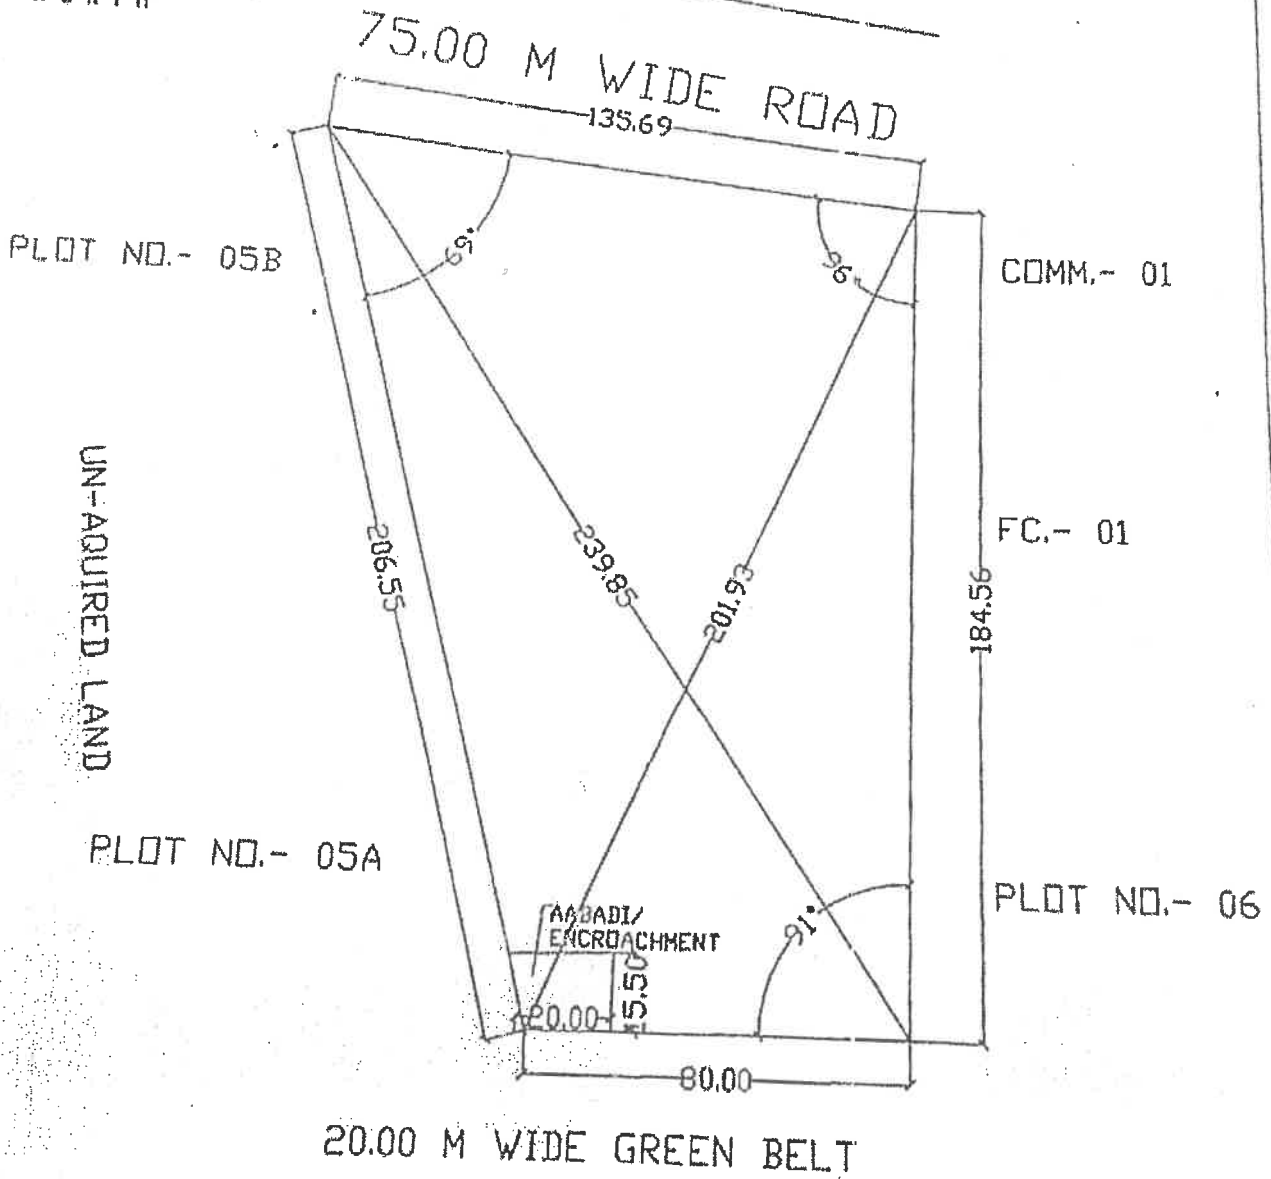 75.00 M WIDE ROAD
135.69
69°
96°
PLOT NO.- 05B
COMM.- 01
UN-AQUIRED LAND
206.55
239.85
201.93
184.56
FC.- 01
PLOT NO.- 05A
AABADI/
ENCROACHMENT
91°
PLOT NO.- 06
15.50
20.00
80.00
20.00 M WIDE GREEN BELT